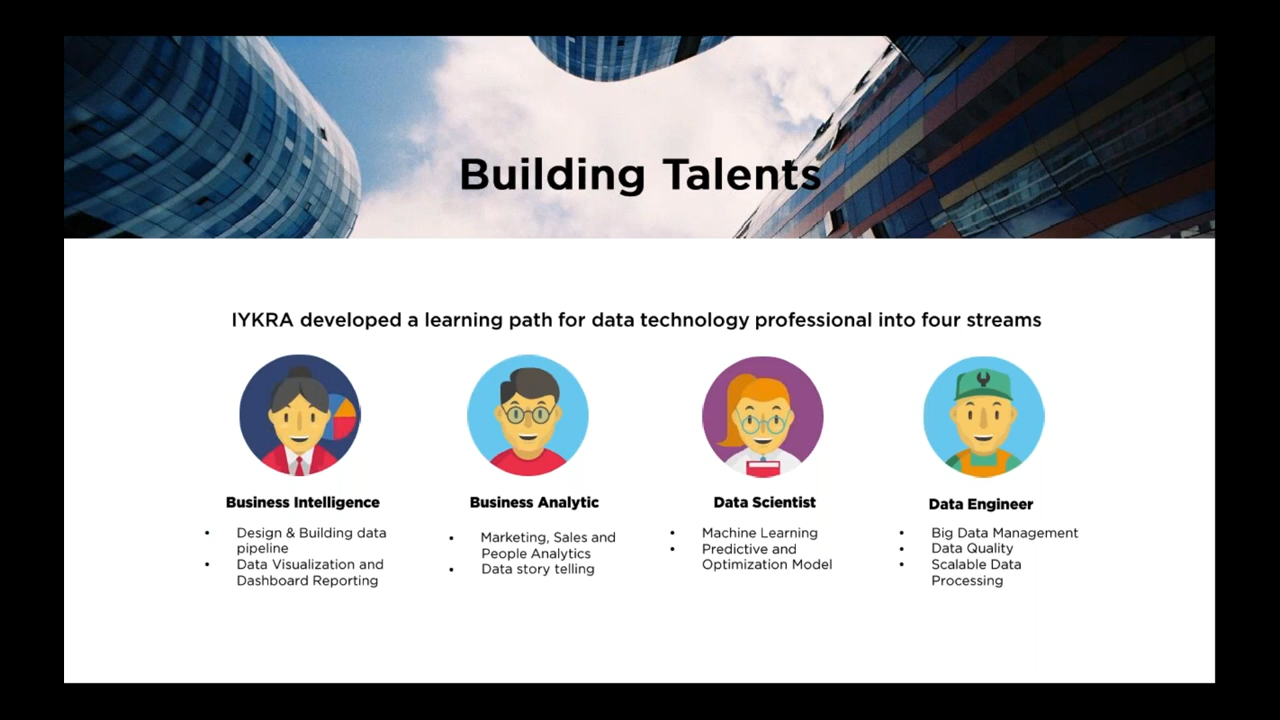 Building Talents
IYKRA developed a learning path for data technology professional into four streams
Business Intelligence
• Design & Building data
pipeline
• Data Visualization and
Dashboard Reporting
Business Analytic
• Marketing, Sales and
People Analytics
• Data story telling
Data Scientist
• Machine Learning
• Predictive and
Optimization Model
Data Engineer
• Big Data Management
• Data Quality
• Scalable Data
Processing